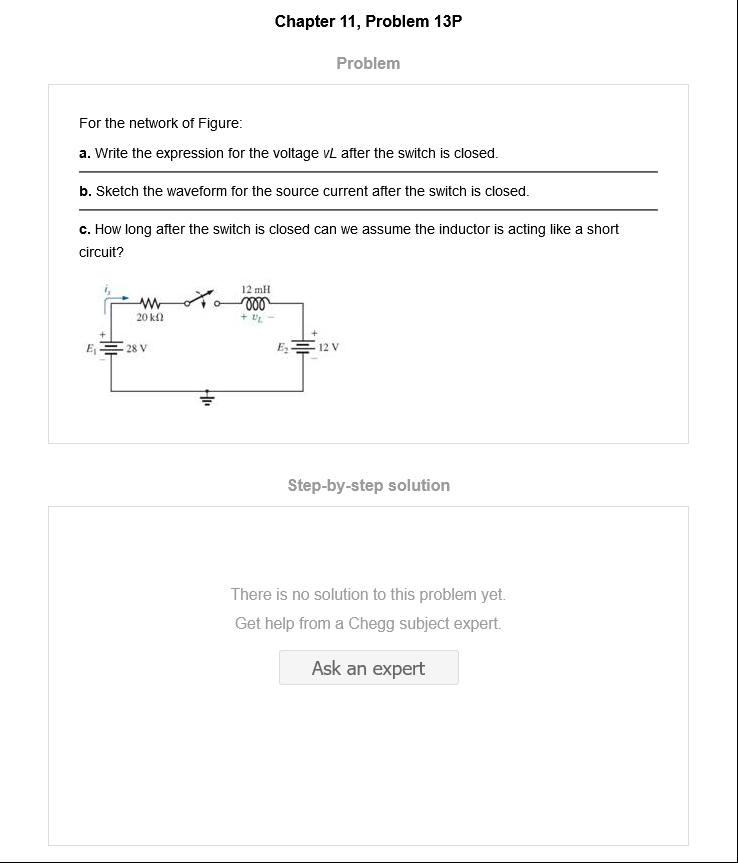 Chapter 11, Problem 13P
Problem
For the network of Figure:
a. Write the expression for the voltage vL after the switch is closed.
b. Sketch the waveform for the source current after the switch is closed.
c. How long after the switch is closed can we assume the inductor is acting like a short
circuit?
is 12 mH
20 kΩ + vL −
+ +
E1 28 V E2 12 V
− −
Step-by-step solution
There is no solution to this problem yet.
Get help from a Chegg subject expert.
Ask an expert